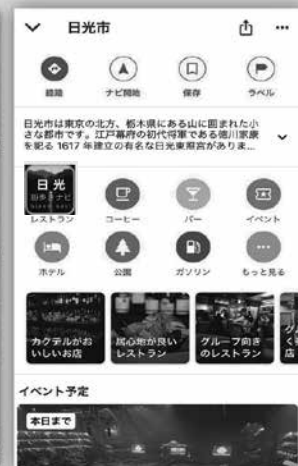 日光市
経路
ナビ開始
保存
ラベル
日光市は東京の北方、栃木県にある山に囲まれた小
さな都市です。江戸幕府の初代将軍である徳川家康
を祀る 1617 年建立の有名な日光東照宮がありま...
日光
街歩きナビ
レストラン
コーヒー
バー
イベント
ホテル
公園
ガソリン
もっと見る
カクテルがお
いしいお店
居心地が良い
レストラン
グループ向き
のレストラン
イベント予定
本日まで